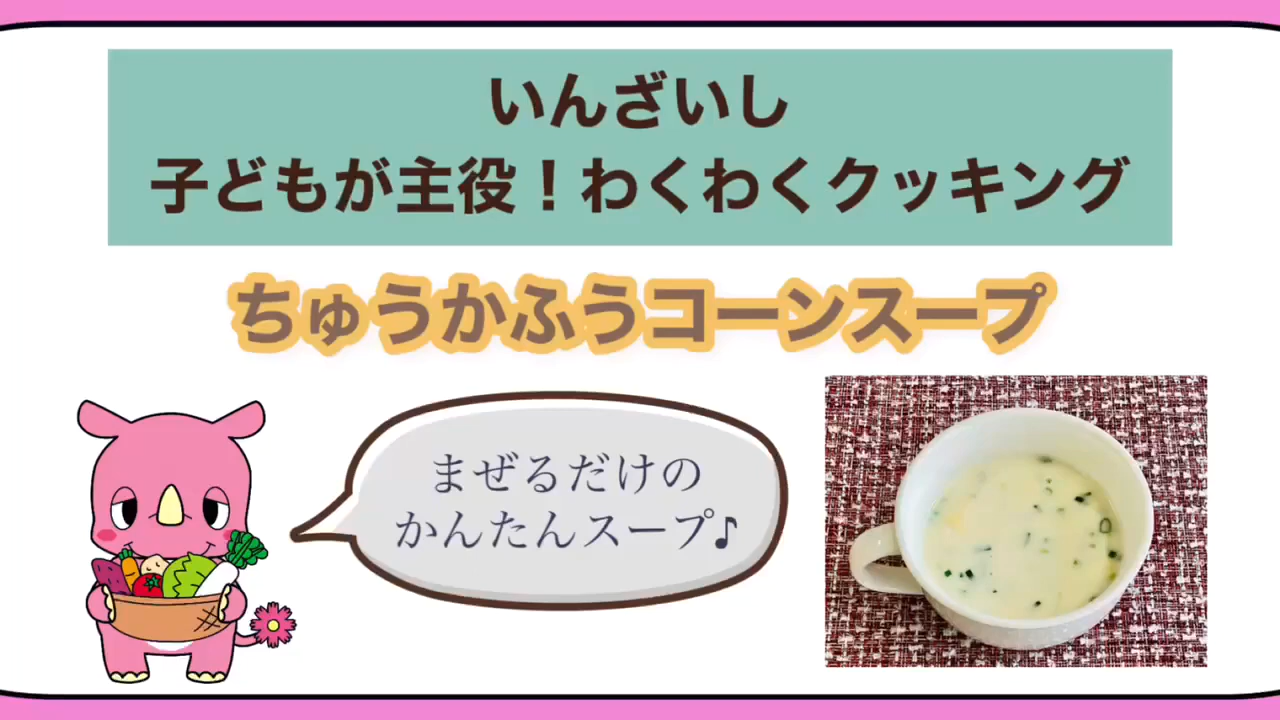 いんざいし
子どもが主役！わくわくクッキング
ちゅうかふうコーンスープ
まぜるだけの
かんたんスープ♪